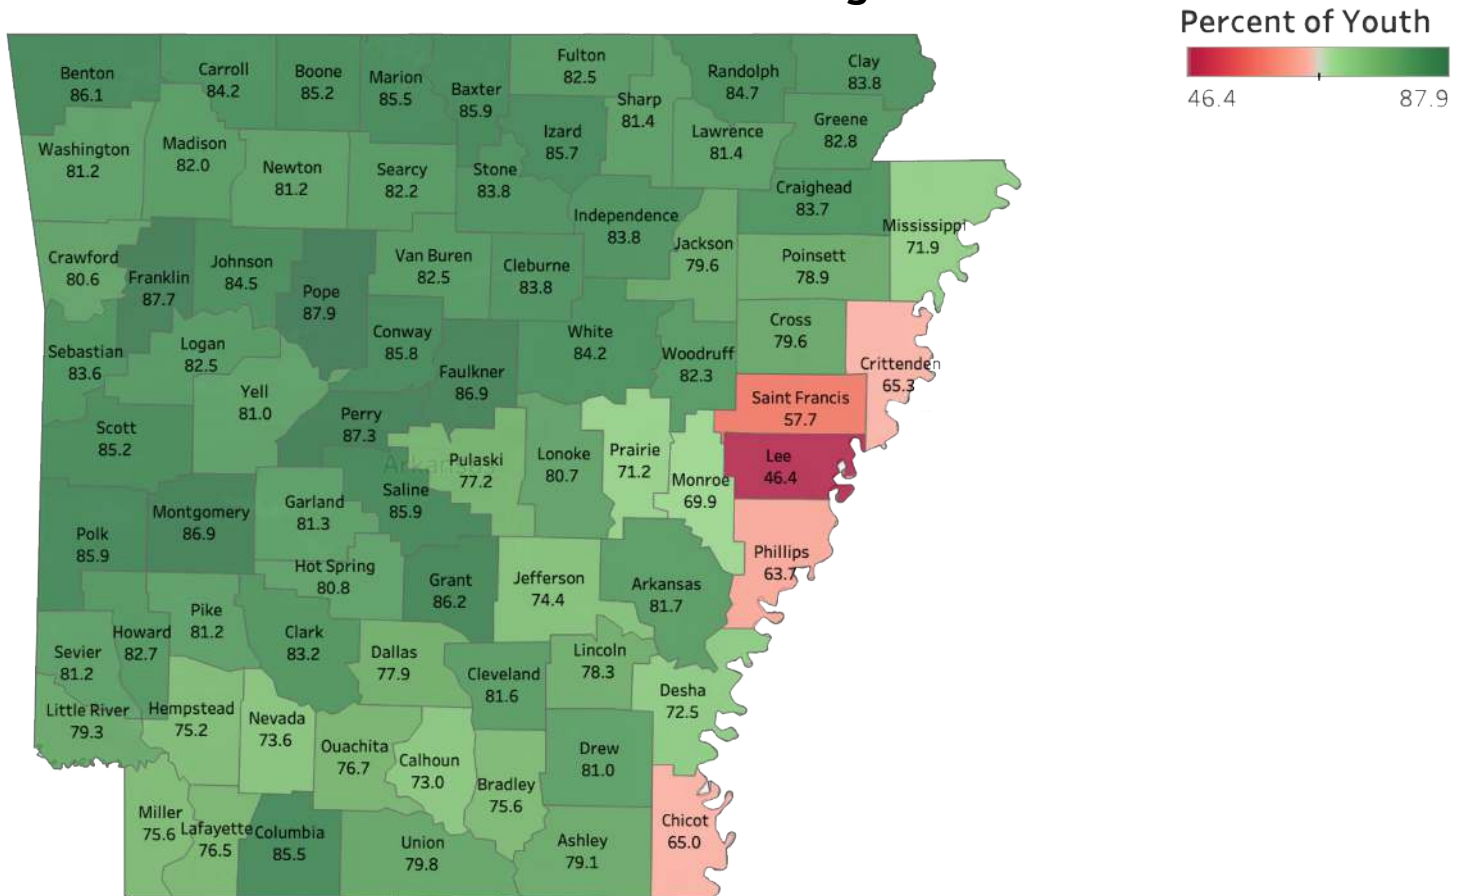 Percent of Youth
46.4 87.9
Benton
86.1
Carroll
84.2
Boone
85.2
Marion
85.5
Baxter
85.9
Fulton
82.5
Sharp
81.4
Randolph
84.7
Clay
83.8
Izard
85.7
Lawrence
81.4
Greene
82.8
Washington
81.2
Madison
82.0
Newton
81.2
Searcy
82.2
Stone
83.8
Independence
83.8
Craighead
83.7
Mississippi
71.9
Crawford
80.6
Franklin
87.7
Johnson
84.5
Pope
87.9
Van Buren
82.5
Cleburne
83.8
Jackson
79.6
Poinsett
78.9
Sebastian
83.6
Logan
82.5
Conway
85.8
White
84.2
Woodruff
82.3
Cross
79.6
Crittenden
65.3
Yell
81.0
Faulkner
86.9
Saint Francis
57.7
Scott
85.2
Perry
87.3
Arkansas
Pulaski
77.2
Lonoke
80.7
Prairie
71.2
Monroe
69.9
Lee
46.4
Saline
85.9
Garland
81.3
Montgomery
86.9
Polk
85.9
Hot Spring
80.8
Grant
86.2
Jefferson
74.4
Arkansas
81.7
Phillips
63.7
Pike
81.2
Howard
82.7
Clark
83.2
Sevier
81.2
Dallas
77.9
Cleveland
81.6
Lincoln
78.3
Desha
72.5
Little River
79.3
Hempstead
75.2
Nevada
73.6
Ouachita
76.7
Calhoun
73.0
Bradley
75.6
Drew
81.0
Miller
75.6
Lafayette
76.5
Columbia
85.5
Union
79.8
Ashley
79.1
Chicot
65.0